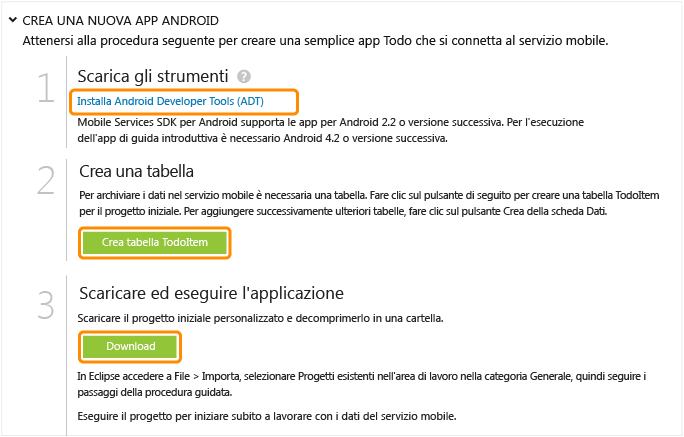 CREA UNA NUOVA APP ANDROID
Attenersi alla procedura seguente per creare una semplice app Todo che si connetta al servizio mobile.
1
Scarica gli strumenti ?
Installa Android Developer Tools (ADT)
Mobile Services SDK per Android supporta le app per Android 2.2 o versione successiva. Per l'esecuzione
dell'app di guida introduttiva è necessario Android 4.2 o versione successiva.
2
Crea una tabella
Per archiviare i dati nel servizio mobile è necessaria una tabella. Fare clic sul pulsante di seguito per creare una tabella TodoItem
per il progetto iniziale. Per aggiungere successivamente ulteriori tabelle, fare clic sul pulsante Crea della scheda Dati.
Crea tabella TodoItem
3
Scaricare ed eseguire l'applicazione
Scaricare il progetto iniziale personalizzato e decomprimerlo in una cartella.
Download
In Eclipse accedere a File > Importa, selezionare Progetti esistenti nell'area di lavoro nella categoria Generale, quindi seguire i
passaggi della procedura guidata.
Eseguire il progetto per iniziare subito a lavorare con i dati del servizio mobile.